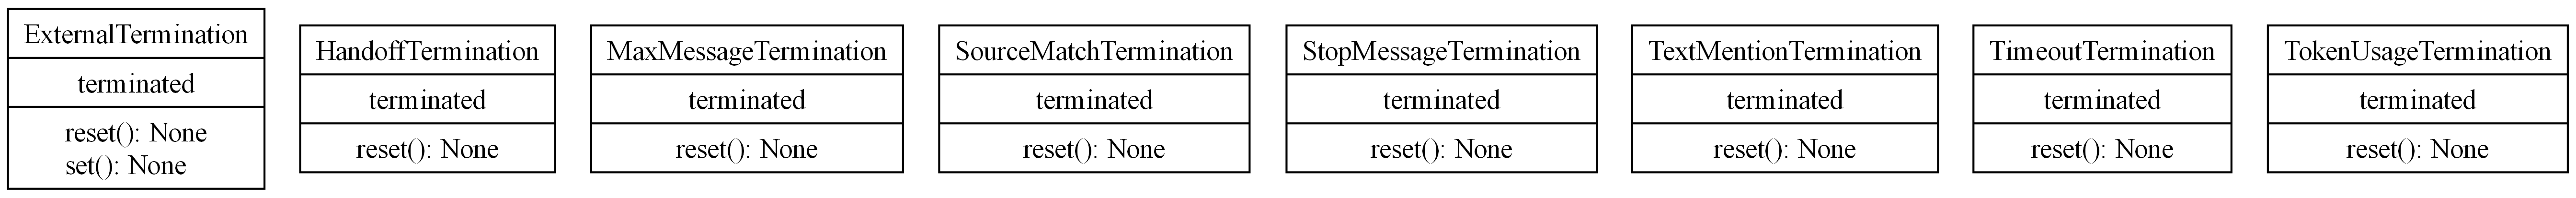 ExternalTermination
terminated
reset(): None
set(): None
HandoffTermination
terminated
reset(): None
MaxMessageTermination
terminated
reset(): None
SourceMatchTermination
terminated
reset(): None
StopMessageTermination
terminated
reset(): None
TextMentionTermination
terminated
reset(): None
TimeoutTermination
terminated
reset(): None
TokenUsageTermination
terminated
reset(): None